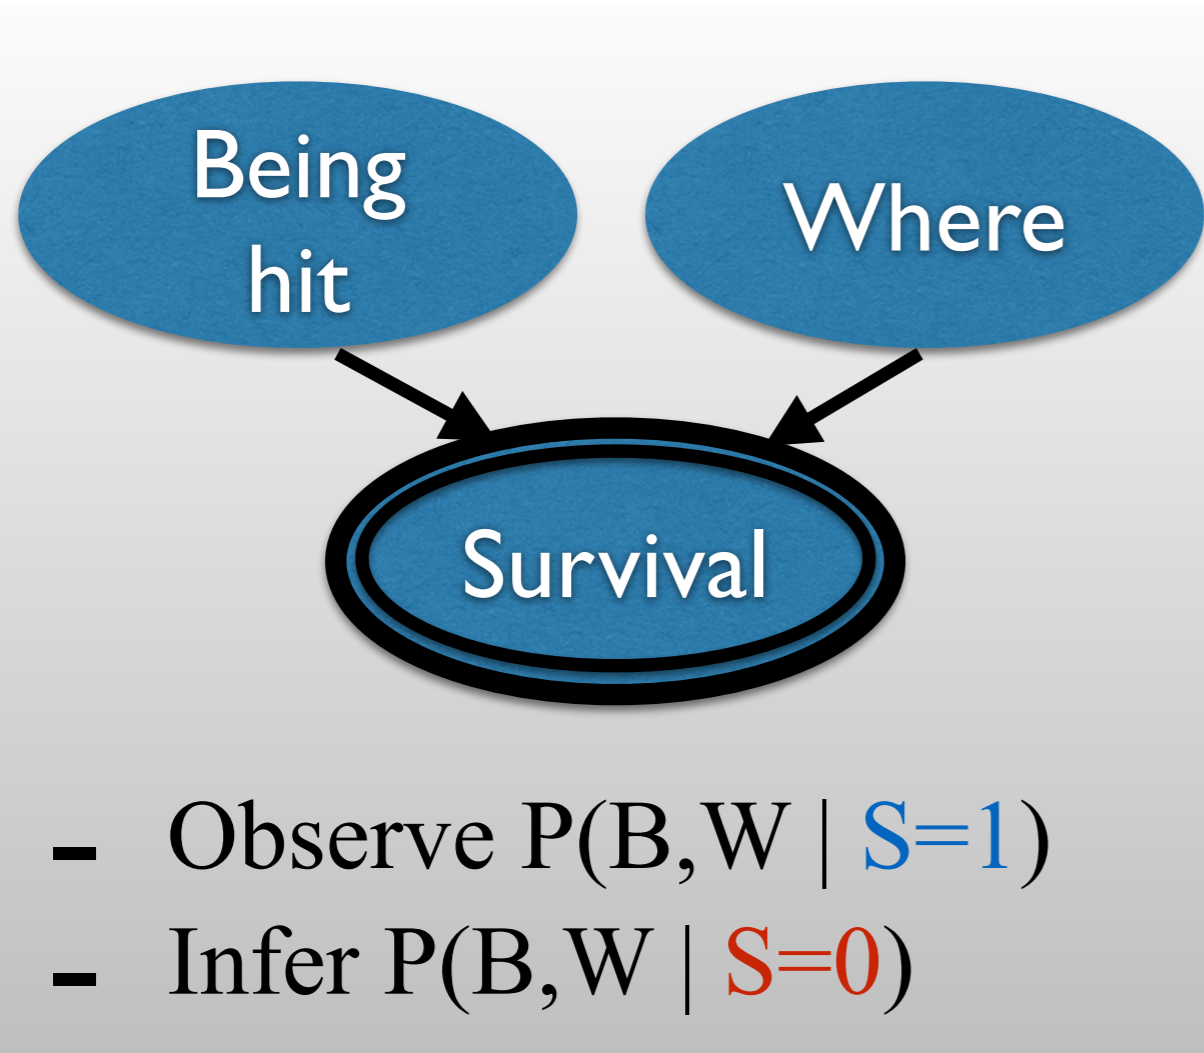 Being
hit
Where
Survival
- Observe P(B,W | S=1)
- Infer P(B,W | S=0)